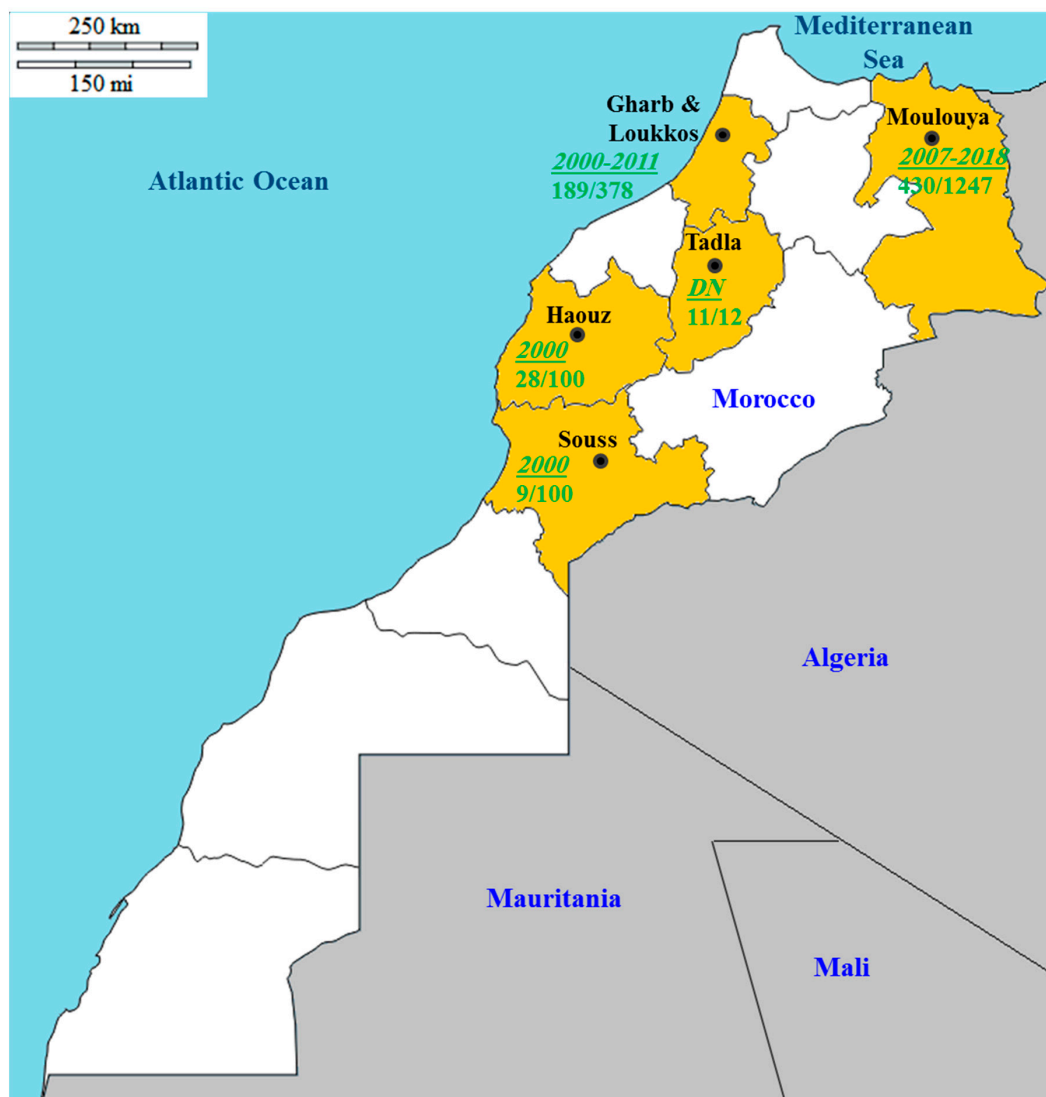 250 km
150 mi
Mediterranean
Sea
Gharb &
Loukkos
2000-2011
189/378
Moulouya
2007-2018
430/1247
Atlantic Ocean
Tadla
DN
11/12
Haouz
2000
28/100
Morocco
Souss
2000
9/100
Algeria
Mauritania
Mali